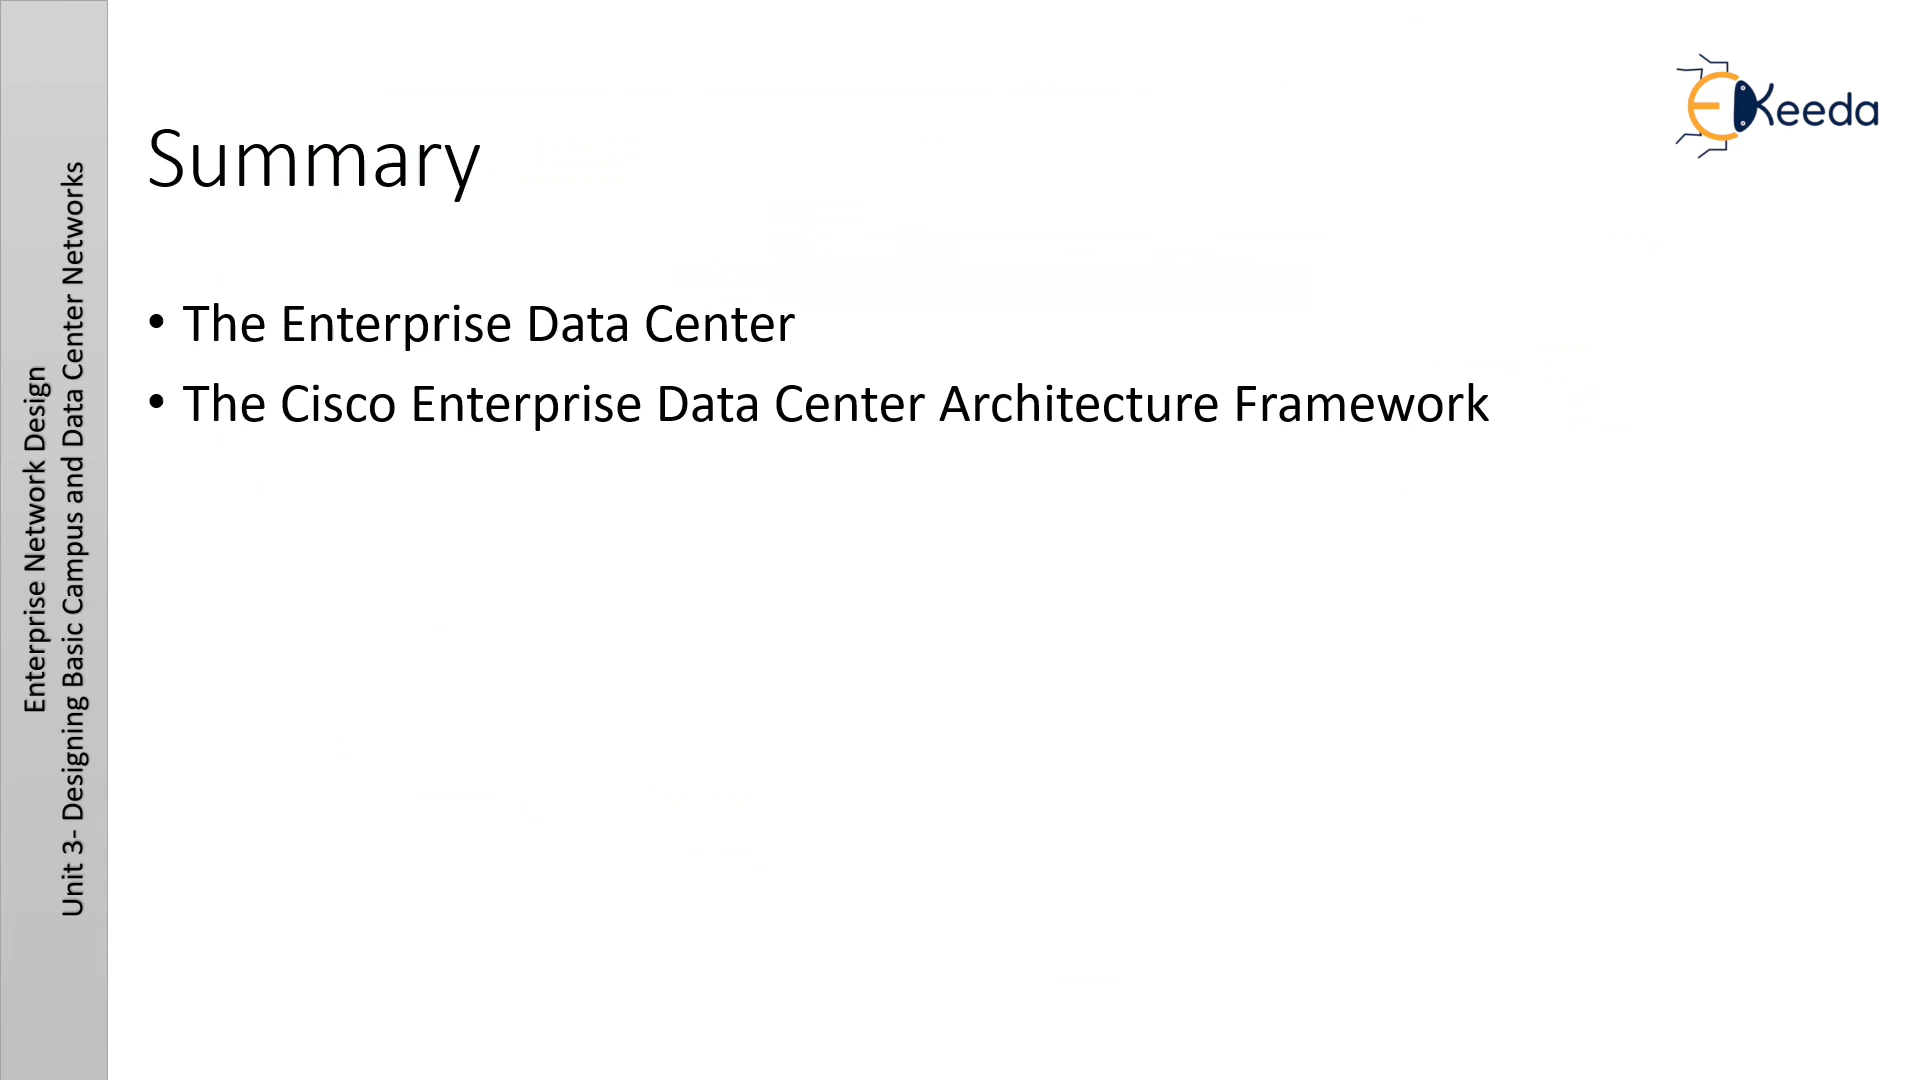 Enterprise Network Design
Unit 3- Designing Basic Campus and Data Center Networks
EKeeda
Summary
• The Enterprise Data Center
• The Cisco Enterprise Data Center Architecture Framework